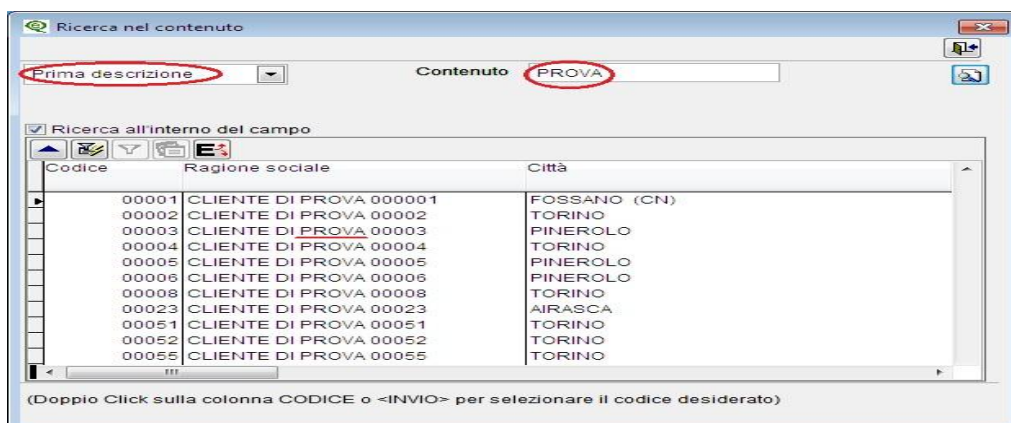 Ricerca nel contenuto
Prima descrizione Contenuto PROVA
Ricerca all'interno del campo
Codice Ragione sociale Città
00001 CLIENTE DI PROVA 000001 FOSSANO (CN)
00002 CLIENTE DI PROVA 00002 TORINO
00003 CLIENTE DI PROVA 00003 PINEROLO
00004 CLIENTE DI PROVA 00004 TORINO
00005 CLIENTE DI PROVA 00005 PINEROLO
00006 CLIENTE DI PROVA 00006 PINEROLO
00008 CLIENTE DI PROVA 00008 TORINO
00023 CLIENTE DI PROVA 00023 AIRASCA
00051 CLIENTE DI PROVA 00051 TORINO
00052 CLIENTE DI PROVA 00052 TORINO
00055 CLIENTE DI PROVA 00055 TORINO
(Doppio Click sulla colonna CODICE o <INVIO> per selezionare il codice desiderato)